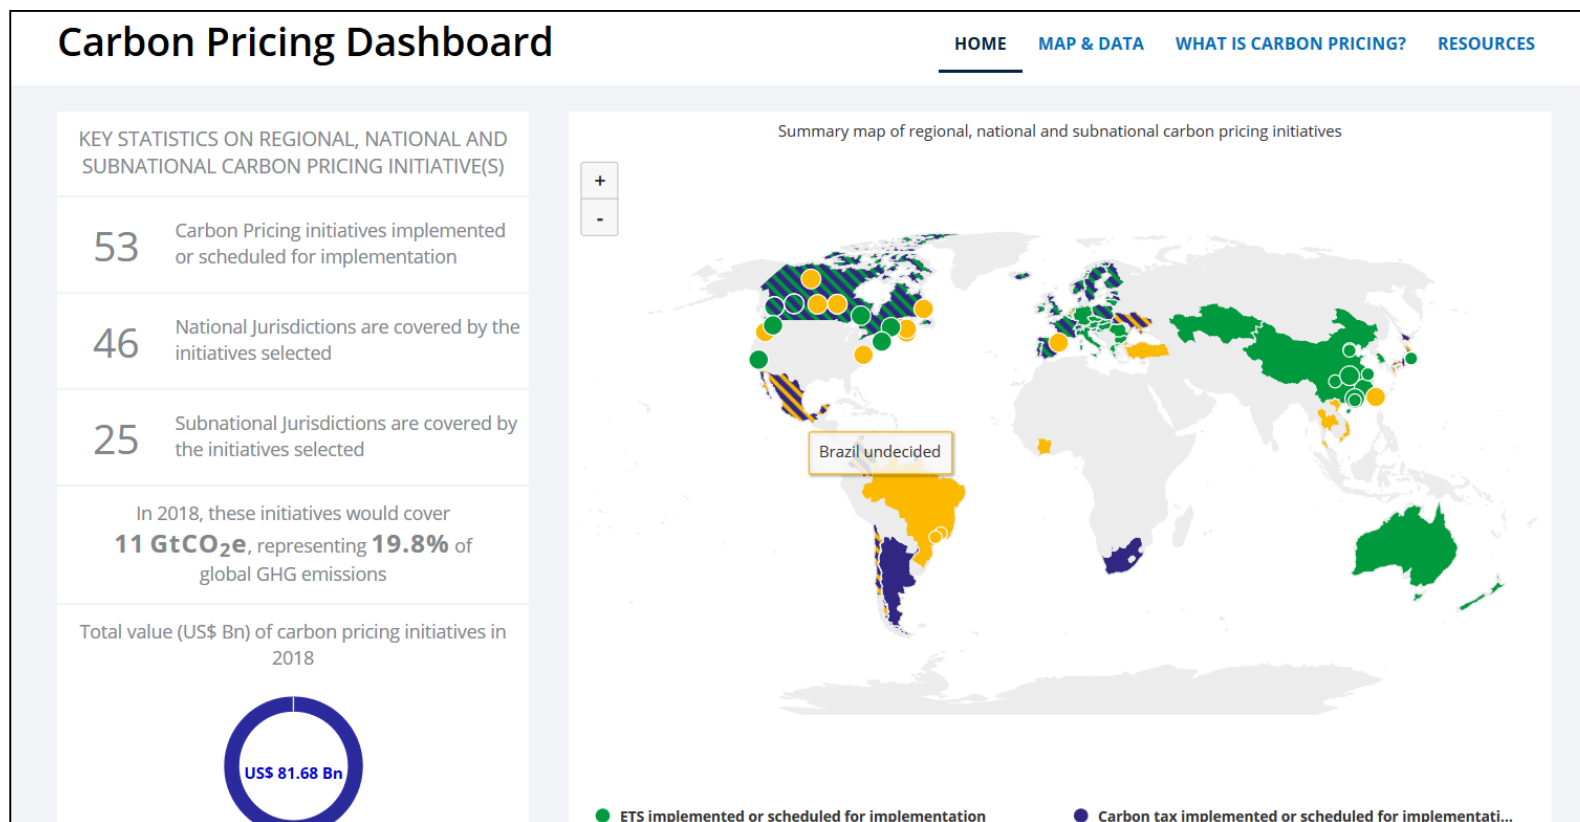 Carbon Pricing Dashboard
HOME MAP & DATA WHAT IS CARBON PRICING? RESOURCES
KEY STATISTICS ON REGIONAL, NATIONAL AND
SUBNATIONAL CARBON PRICING INITIATIVE(S)
53
Carbon Pricing initiatives implemented
or scheduled for implementation
46
National Jurisdictions are covered by the
initiatives selected
25
Subnational Jurisdictions are covered by
the initiatives selected
In 2018, these initiatives would cover
11 GtCO₂e, representing 19.8% of
global GHG emissions
Total value (US$ Bn) of carbon pricing initiatives in
2018
US$ 81.68 Bn
Summary map of regional, national and subnational carbon pricing initiatives
+
-
Brazil undecided
ETS implemented or scheduled for implementation
Carbon tax implemented or scheduled for implementati...